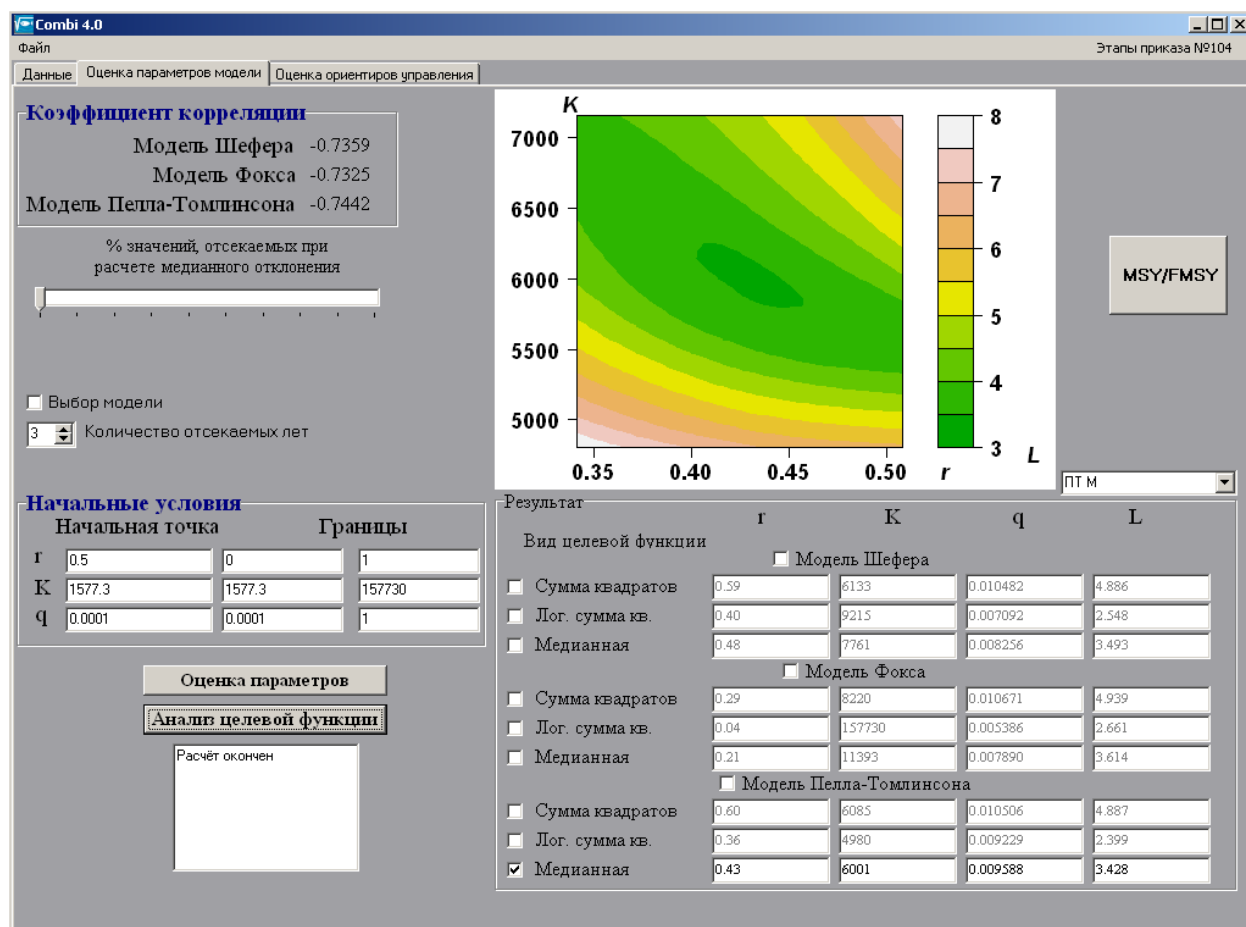 Combi 4.0
Файл
Этапы приказа №104
Данные
Оценка параметров модели
Оценка ориентиров управления
Коэффициент корреляции
Модель Шефера -0.7359
Модель Фокса -0.7325
Модель Пелла-Томлинсона -0.7442
% значений, отсекаемых при
расчете медианного отклонения
Выбор модели
3 Количество отсекаемых лет
K
7000
6500
6000
5500
5000
0.35 0.40 0.45 0.50 r
8
7
6
5
4
3
L
MSY/FMSY
ПТ М
Начальные условия
Начальная точка Границы
r 0.5 0 1
K 1577.3 1577.3 157730
q 0.0001 0.0001 1
Оценка параметров
Анализ целевой функции
Расчёт окончен
Результат
r K q L
Вид целевой функции
Модель Шефера
Сумма квадратов 0.59 6133 0.010482 4.886
Лог. сумма кв. 0.40 9215 0.007092 2.548
Медианная 0.48 7761 0.008256 3.493
Модель Фокса
Сумма квадратов 0.29 8220 0.010671 4.939
Лог. сумма кв. 0.04 157730 0.005386 2.661
Медианная 0.21 11393 0.007890 3.614
Модель Пелла-Томлинсона
Сумма квадратов 0.60 6085 0.010506 4.887
Лог. сумма кв. 0.36 4980 0.009229 2.399
Медианная 0.43 6001 0.009588 3.428